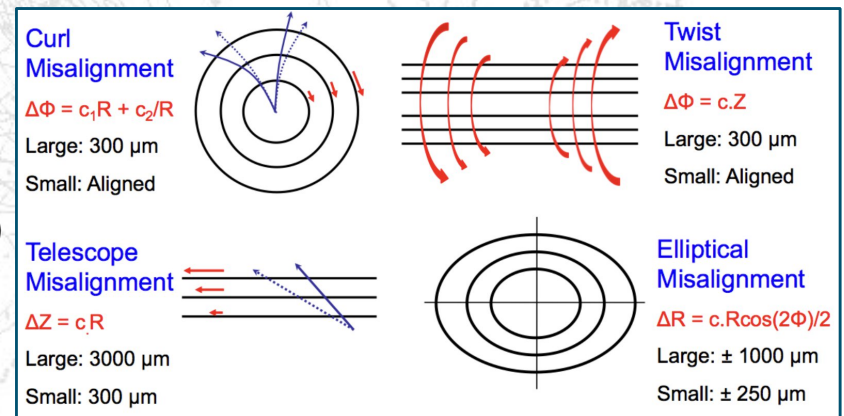 Curl
Misalignment
ΔΦ = c₁R + c₂/R
Large: 300 μm
Small: Aligned
Twist
Misalignment
ΔΦ = c.Z
Large: 300 μm
Small: Aligned
Telescope
Misalignment
ΔZ = c.R
Large: 3000 μm
Small: 300 μm
Elliptical
Misalignment
ΔR = c.Rcos(2Φ)/2
Large: ± 1000 μm
Small: ± 250 μm